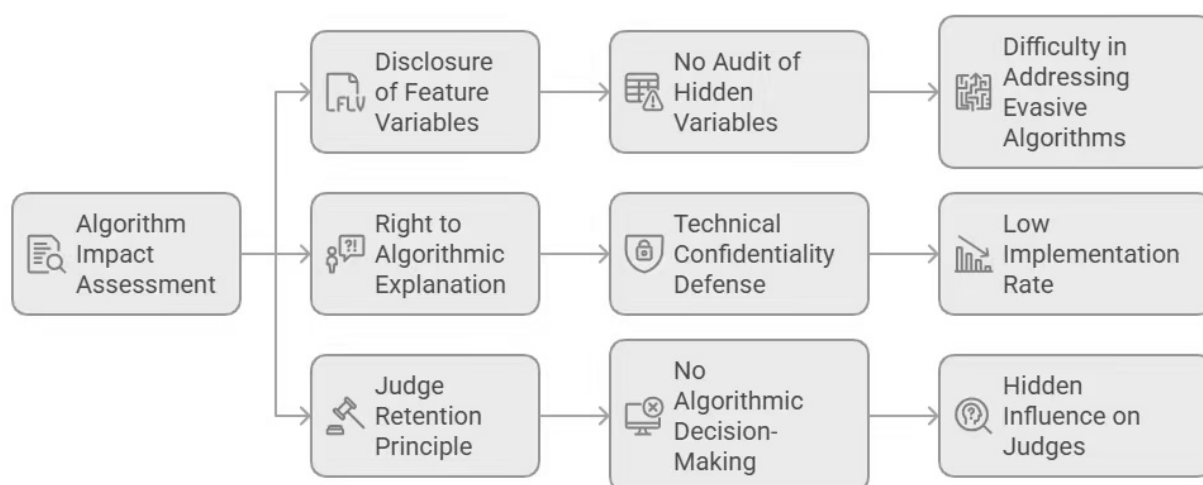 Disclosure
of Feature
Variables
FLV
No Audit of
Hidden
Variables
Difficulty in
Addressing
Evasive
Algorithms
Algorithm
Impact
Assessment
Right to
Algorithmic
Explanation
?!
Technical
Confidentiality
Defense
Low
Implementation
Rate
Judge
Retention
Principle
No
Algorithmic
Decision-
Making
Hidden
Influence on
Judges
?